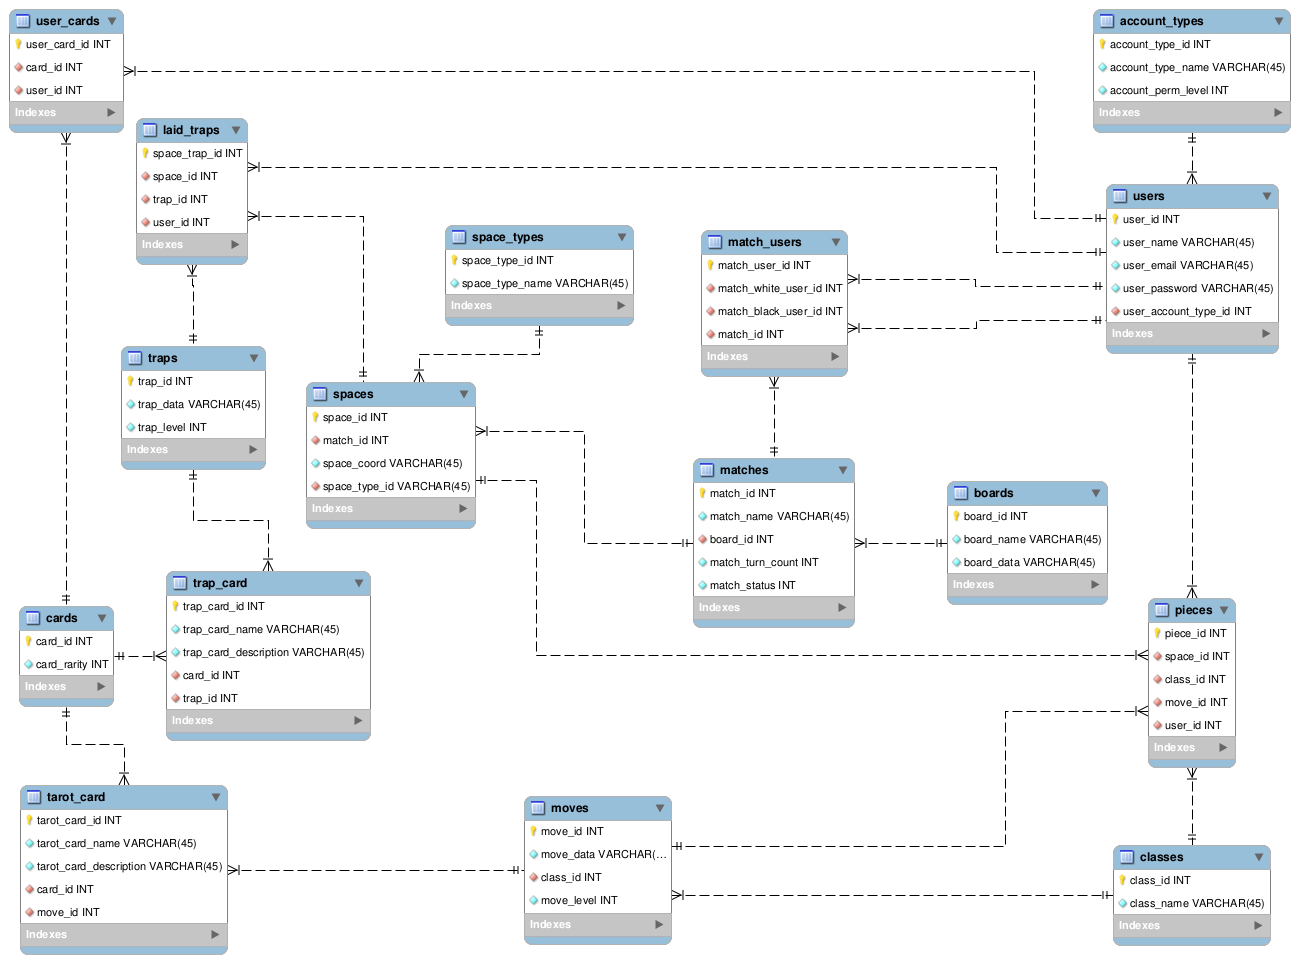 user_cards
user_card_id INT
card_id INT
user_id INT
Indexes
account_types
account_type_id INT
account_type_name VARCHAR(45)
account_perm_level INT
Indexes
laid_traps
space_trap_id INT
space_id INT
trap_id INT
user_id INT
Indexes
users
user_id INT
user_name VARCHAR(45)
user_email VARCHAR(45)
user_password VARCHAR(45)
user_account_type_id INT
Indexes
space_types
space_type_id INT
space_type_name VARCHAR(45)
Indexes
match_users
match_user_id INT
match_white_user_id INT
match_black_user_id INT
match_id INT
Indexes
traps
trap_id INT
trap_data VARCHAR(45)
trap_level INT
Indexes
spaces
space_id INT
match_id INT
space_coord VARCHAR(45)
space_type_id VARCHAR(45)
Indexes
matches
match_id INT
match_name VARCHAR(45)
board_id INT
match_turn_count INT
match_status INT
Indexes
boards
board_id INT
board_name VARCHAR(45)
board_data VARCHAR(45)
Indexes
trap_card
trap_card_id INT
trap_card_name VARCHAR(45)
trap_card_description VARCHAR(45)
card_id INT
trap_id INT
Indexes
cards
card_id INT
card_rarity INT
Indexes
pieces
piece_id INT
space_id INT
class_id INT
move_id INT
user_id INT
Indexes
tarot_card
tarot_card_id INT
tarot_card_name VARCHAR(45)
tarot_card_description VARCHAR(45)
card_id INT
move_id INT
Indexes
moves
move_id INT
move_data VARCHAR(...
class_id INT
move_level INT
Indexes
classes
class_id INT
class_name VARCHAR(45)
Indexes